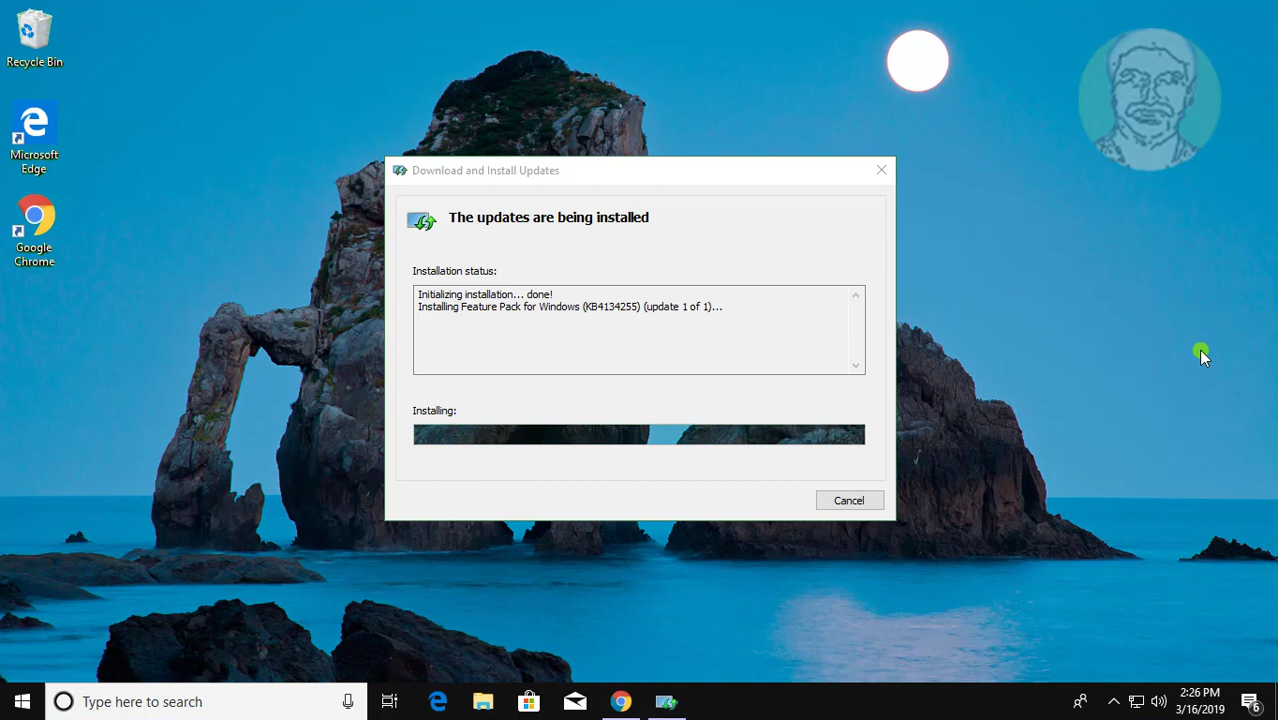 Recycle Bin
Microsoft
Edge
Google
Chrome
Download and Install Updates
The updates are being installed
Installation status:
Initializing installation... done!
Installing Feature Pack for Windows (KB4134255) (update 1 of 1)...
Installing:
Cancel
Type here to search
2:26 PM
3/16/2019
6